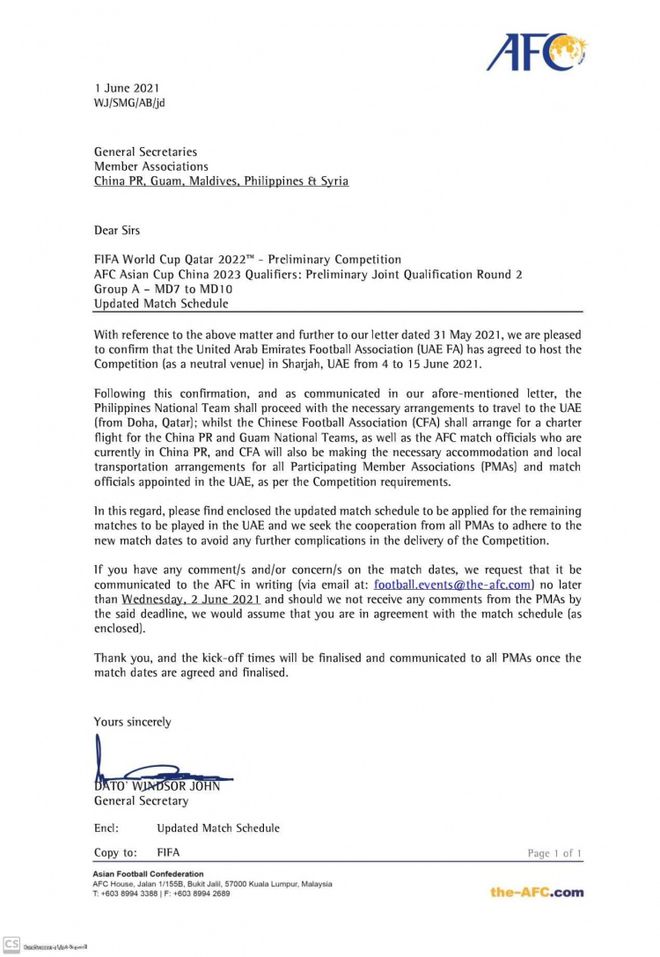 AFC
1 June 2021
WJ/SMG/AB/jd
General Secretaries
Member Associations
China PR, Guam, Maldives, Philippines & Syria
Dear Sirs
FIFA World Cup Qatar 2022™ - Preliminary Competition
AFC Asian Cup China 2023 Qualifiers: Preliminary Joint Qualification Round 2
Group A – MD7 to MD10
Updated Match Schedule
With reference to the above matter and further to our letter dated 31 May 2021, we are pleased
to confirm that the United Arab Emirates Football Association (UAE FA) has agreed to host the
Competition (as a neutral venue) in Sharjah, UAE from 4 to 15 June 2021.
Following this confirmation, and as communicated in our afore-mentioned letter, the
Philippines National Team shall proceed with the necessary arrangements to travel to the UAE
(from Doha, Qatar); whilst the Chinese Football Association (CFA) shall arrange for a charter
flight for the China PR and Guam National Teams, as well as the AFC match officials who are
currently in China PR, and CFA will also be making the necessary accommodation and local
transportation arrangements for all Participating Member Associations (PMAs) and match
officials appointed in the UAE, as per the Competition requirements.
In this regard, please find enclosed the updated match schedule to be applied for the remaining
matches to be played in the UAE and we seek the cooperation from all PMAs to adhere to the
new match dates to avoid any further complications in the delivery of the Competition.
If you have any comment/s and/or concern/s on the match dates, we request that it be
communicated to the AFC in writing (via email at: football.events@the-afc.com) no later
than Wednesday, 2 June 2021 and should we not receive any comments from the PMAs by
the said deadline, we would assume that you are in agreement with the match schedule (as
enclosed).
Thank you, and the kick-off times will be finalised and communicated to all PMAs once the
match dates are agreed and finalised.
Yours sincerely
DATO' WINDSOR JOHN
General Secretary
Encl: Updated Match Schedule
Copy to: FIFA
Page 1 of 1
Asian Football Confederation
AFC House, Jalan 1/155B, Bukit Jalil, 57000 Kuala Lumpur, Malaysia
T: +603 8994 3388 | F: +603 8994 2689
the-AFC.com
CS